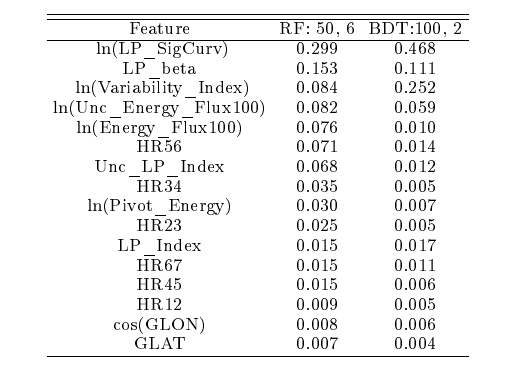 Feature RF: 50, 6 BDT:100, 2
ln(LP_SigCurv) 0.299 0.468
LP_beta 0.153 0.111
ln(Variability_Index) 0.084 0.252
ln(Unc_Energy_Flux100) 0.082 0.059
ln(Energy_Flux100) 0.076 0.010
HR56 0.071 0.014
Unc_LP_Index 0.068 0.012
HR34 0.035 0.005
ln(Pivot_Energy) 0.030 0.007
HR23 0.025 0.005
LP_Index 0.015 0.017
HR67 0.015 0.011
HR45 0.015 0.006
HR12 0.009 0.005
cos(GLON) 0.008 0.006
GLAT 0.007 0.004